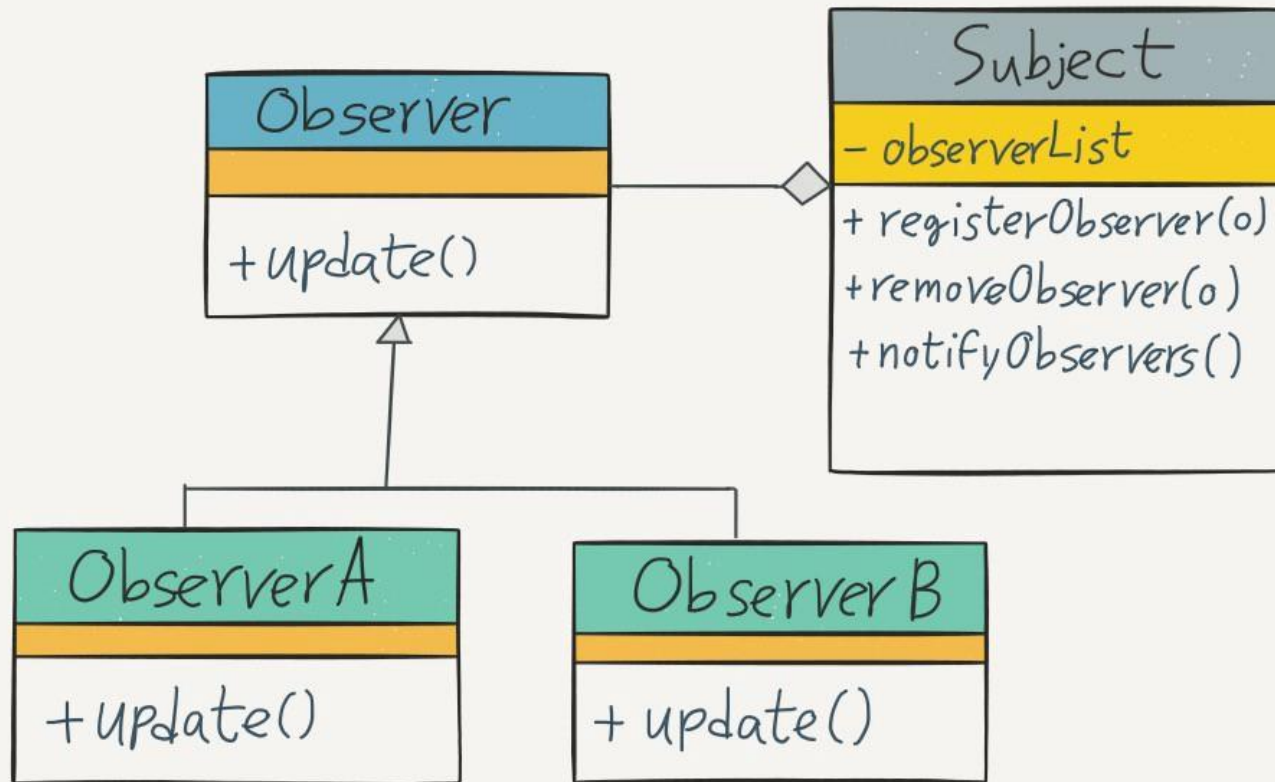 Observer
+update()
Subject
- observerList
+ registerObserver(o)
+removeObserver(o)
+notifyObservers()
ObserverA
+update()
ObserverB
+ update()